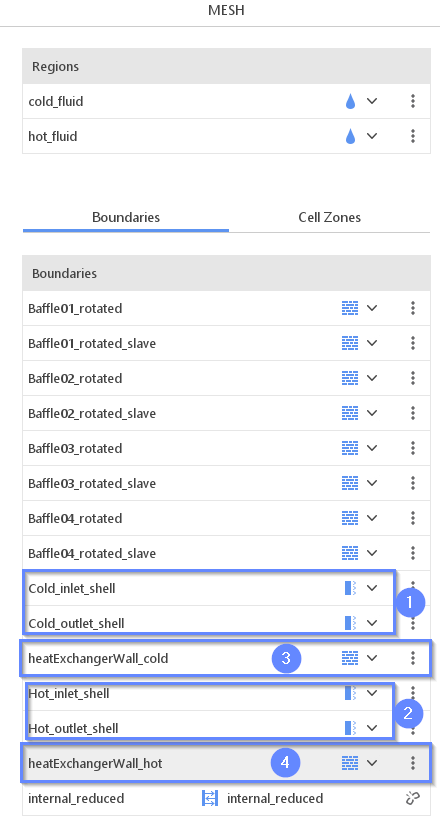 MESH
Regions
cold_fluid
hot_fluid
Boundaries Cell Zones
Boundaries
Baffle01_rotated
Baffle01_rotated_slave
Baffle02_rotated
Baffle02_rotated_slave
Baffle03_rotated
Baffle03_rotated_slave
Baffle04_rotated
Baffle04_rotated_slave
Cold_inlet_shell
1
Cold_outlet_shell
heatExchangerWall_cold 3
Hot_inlet_shell
2
Hot_outlet_shell
heatExchangerWall_hot 4
internal_reduced internal_reduced